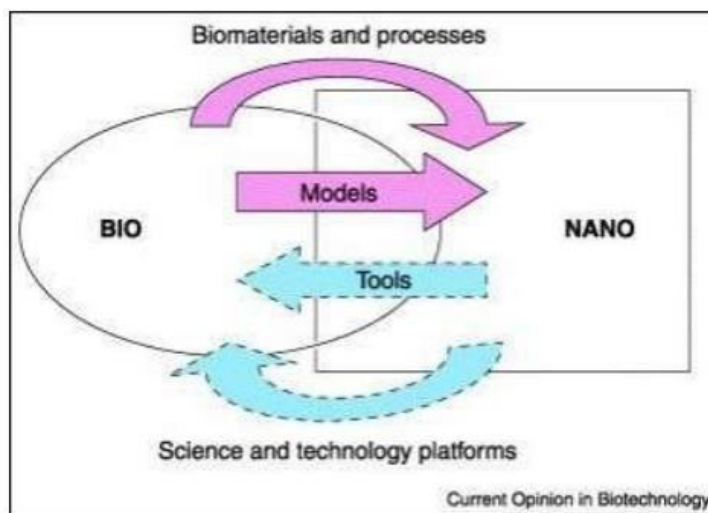 Biomaterials and processes
Models
BIO
NANO
Tools
Science and technology platforms
Current Opinion in Biotechnology